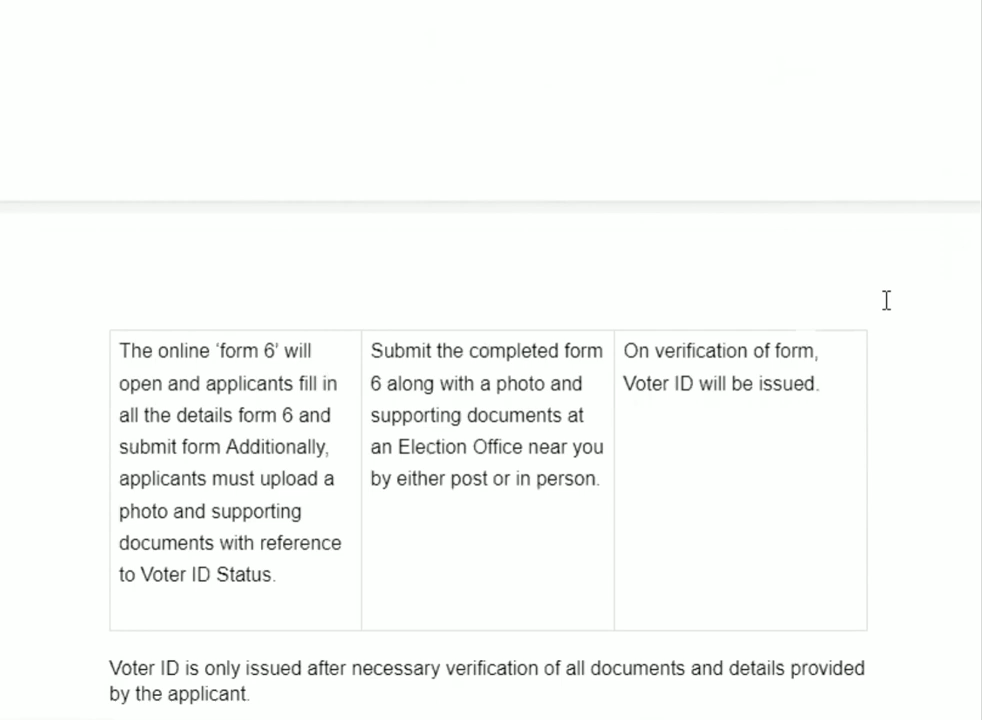 The online ‘form 6’ will
open and applicants fill in
all the details form 6 and
submit form Additionally,
applicants must upload a
photo and supporting
documents with reference
to Voter ID Status.
Submit the completed form
6 along with a photo and
supporting documents at
an Election Office near you
by either post or in person.
On verification of form,
Voter ID will be issued.
Voter ID is only issued after necessary verification of all documents and details provided
by the applicant.